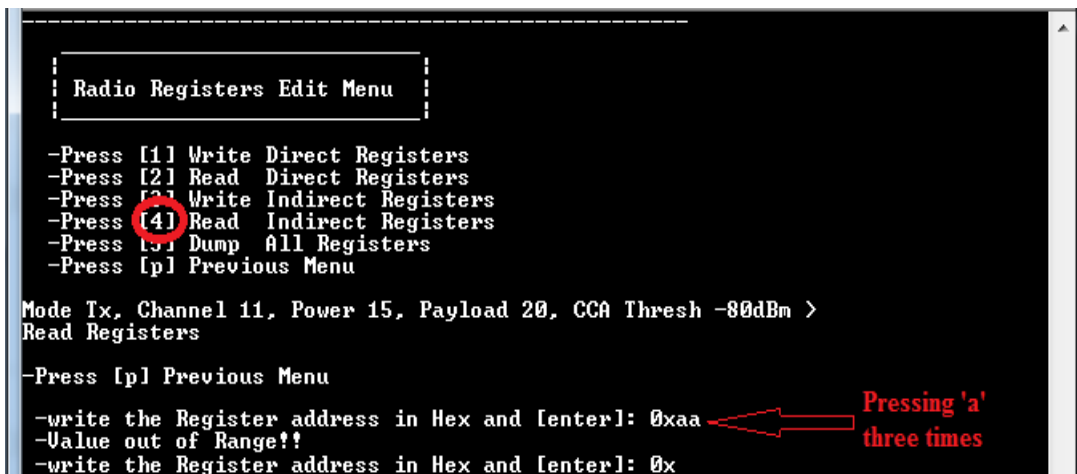 Radio Registers Edit Menu
-Press [1] Write Direct Registers
-Press [2] Read  Direct Registers
-Press [3] Write Indirect Registers
-Press [4] Read  Indirect Registers
-Press [5] Dump  All Registers
-Press [p] Previous Menu
Mode Tx, Channel 11, Power 15, Payload 20, CCA Thresh -80dBm >
Read Registers
-Press [p] Previous Menu
-write the Register address in Hex and [enter]: 0xaa
Pressing 'a'
three times
-Value out of Range!!
-write the Register address in Hex and [enter]: 0x